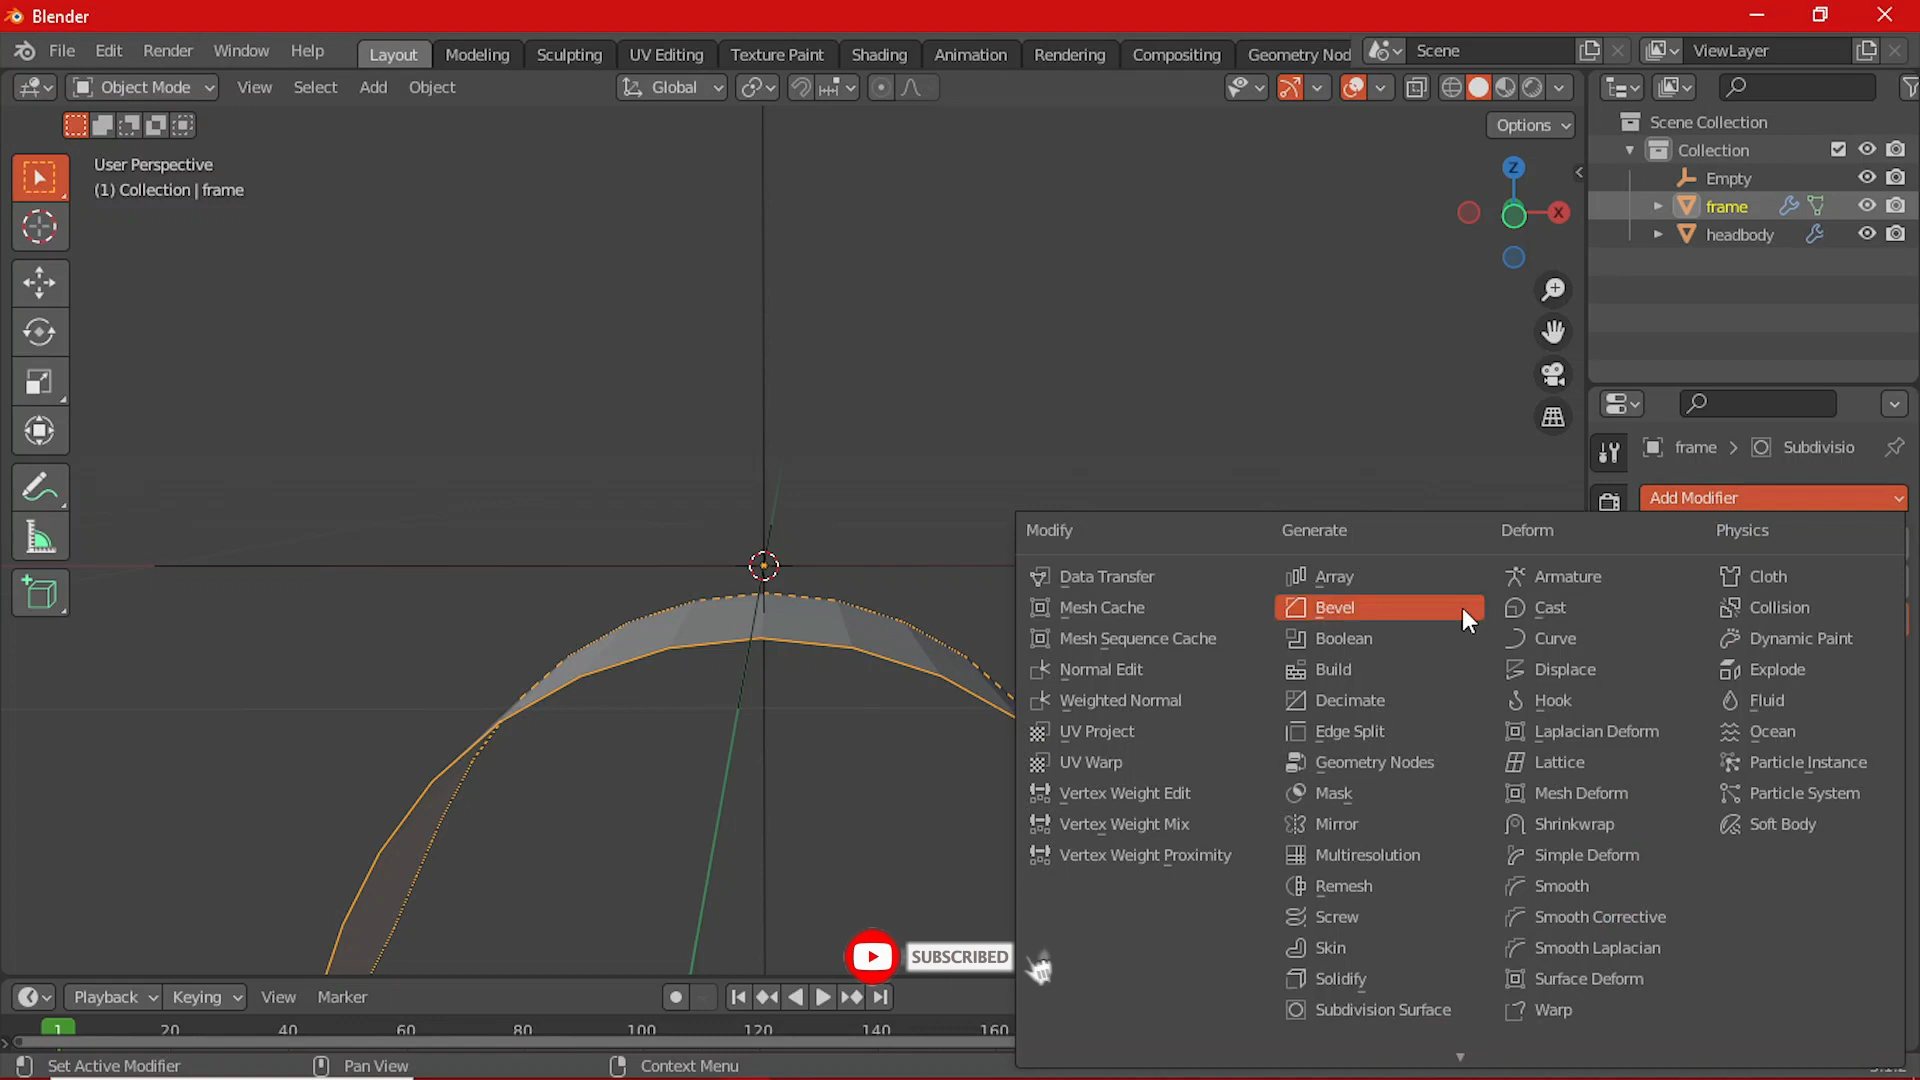 Blender
File Edit Render Window Help Layout Modeling Sculpting UV Editing Texture Paint Shading Animation Rendering Compositing Geometry Nod Scene ViewLayer
Object Mode View Select Add Object Global
Options
User Perspective
(1) Collection | frame
Z
X
Scene Collection
Collection
Empty
frame
headbody
frame > Subdivisio
Add Modifier
Modify Generate Deform Physics
Data Transfer Array Armature Cloth
Mesh Cache Bevel Cast Collision
Mesh Sequence Cache Boolean Curve Dynamic Paint
Normal Edit Build Displace Explode
Weighted Normal Decimate Hook Fluid
UV Project Edge Split Laplacian Deform Ocean
UV Warp Geometry Nodes Lattice Particle Instance
Vertex Weight Edit Mask Mesh Deform Particle System
Vertex Weight Mix Mirror Shrinkwrap Soft Body
Vertex Weight Proximity Multiresolution Simple Deform
Remesh Smooth
Screw Smooth Corrective
Skin Smooth Laplacian
Solidify Surface Deform
Subdivision Surface Warp
SUBSCRIBED
Playback Keying View Marker
1 20 40 60 80 100 120 140 160
Set Active Modifier Pan View Context Menu